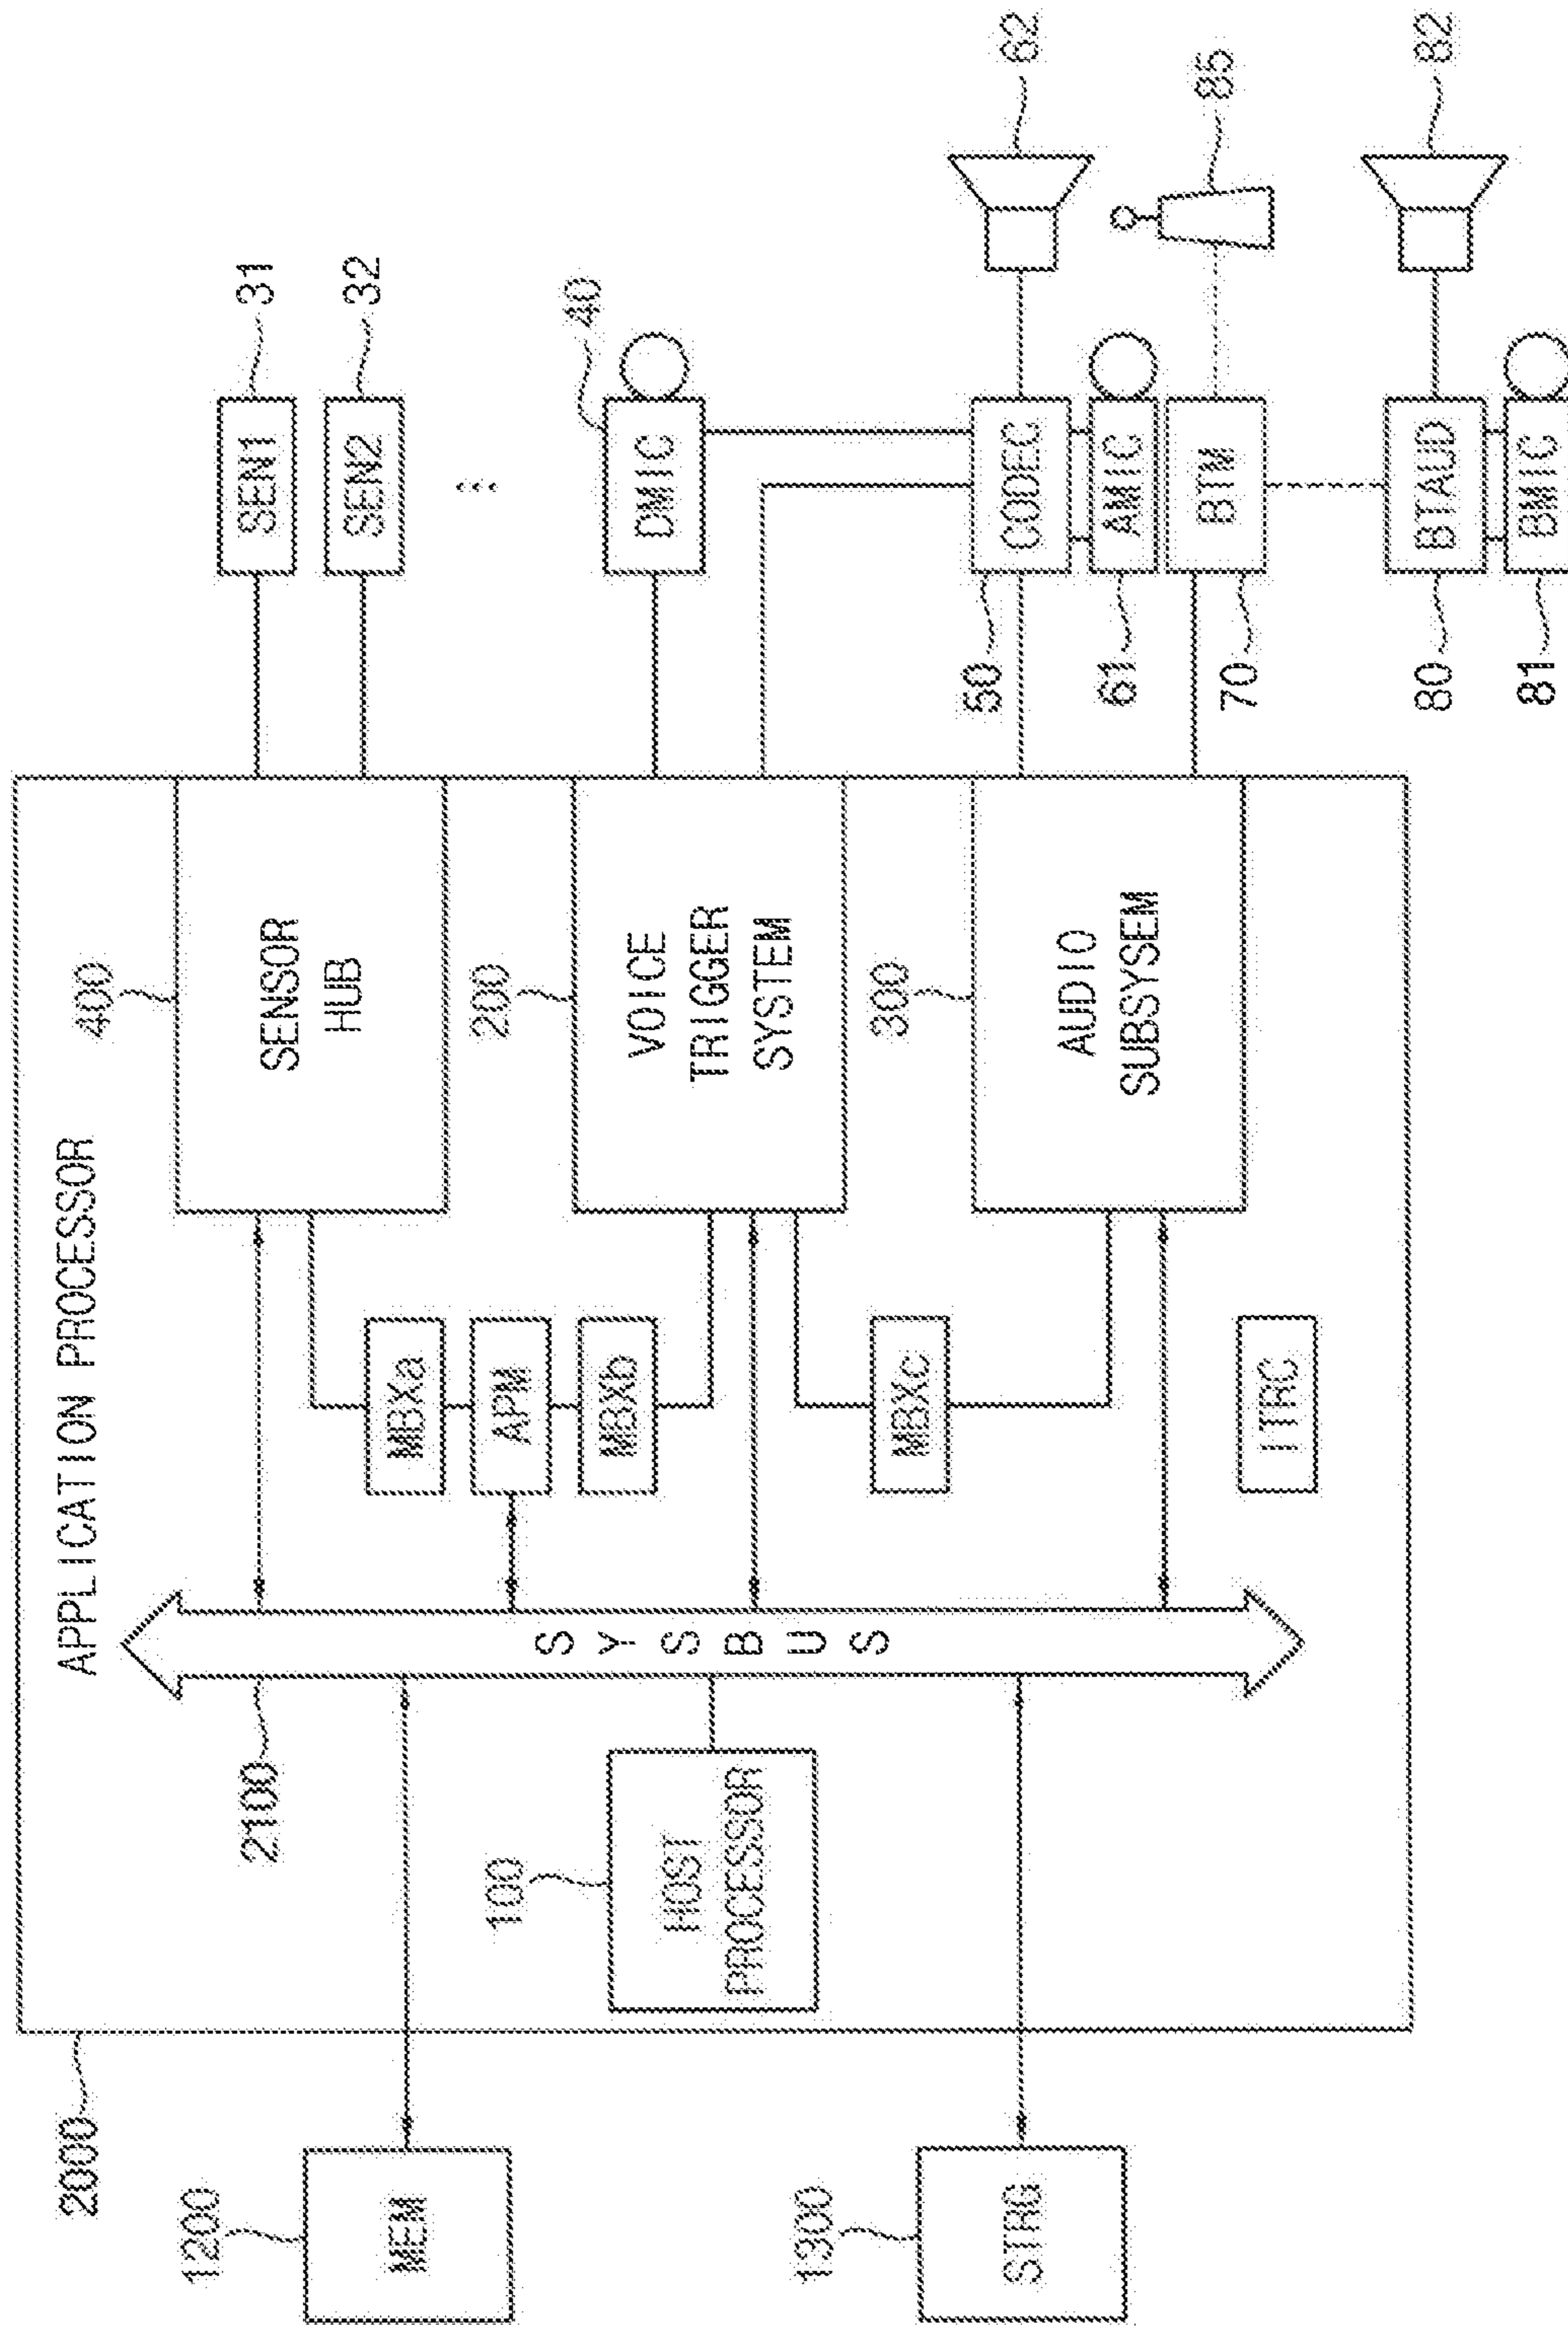 2000
APPLICATION PROCESSOR
1200
MEM
1300
STRG
2100
SYSBUS
100
HOST
PROCESSOR
MBXa
APM
MBXb
MBXc
ITRC
400
SENSOR
HUB
200
VOICE
TRIGGER
SYSTEM
300
AUDIO
SUBSYSEM
SEN1
31
SEN2
32
DMIC
40
CODEC
50
62
AMIC
61
BTM
70
85
BTAUD
80
82
BMIC
81